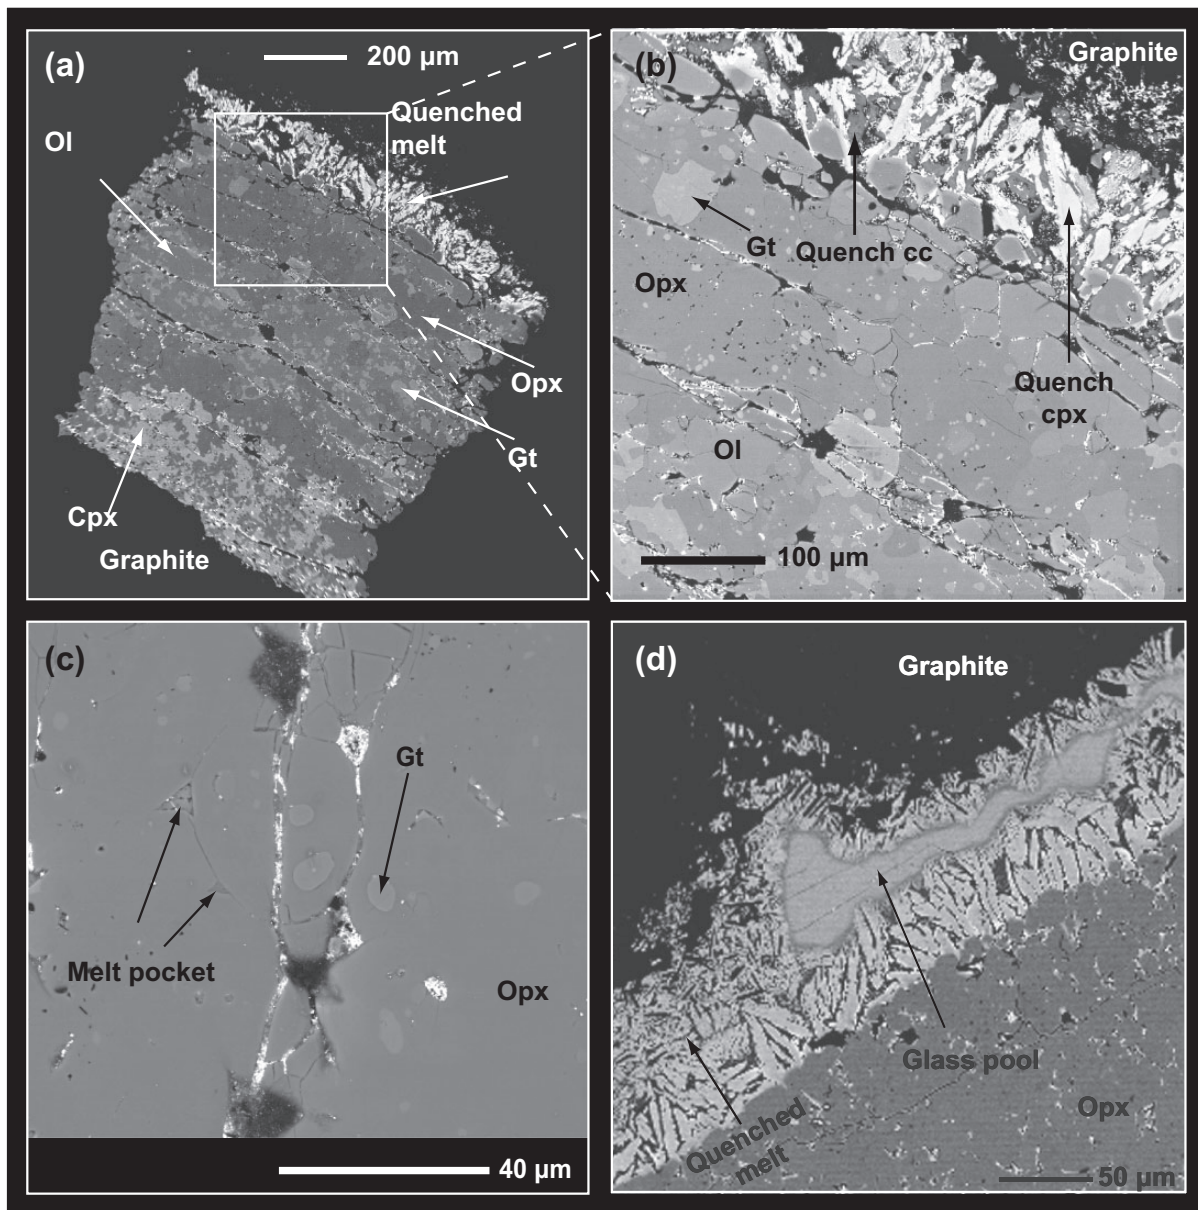 (a)
200 µm
Ol
Quenched
melt
Opx
Gt
Cpx
Graphite
(b)
Graphite
Gt
Quench cc
Opx
Quench
cpx
Ol
100 µm
(c)
Gt
Melt pocket
Opx
40 µm
(d)
Graphite
Glass pool
Opx
Quenched
melt
50 µm